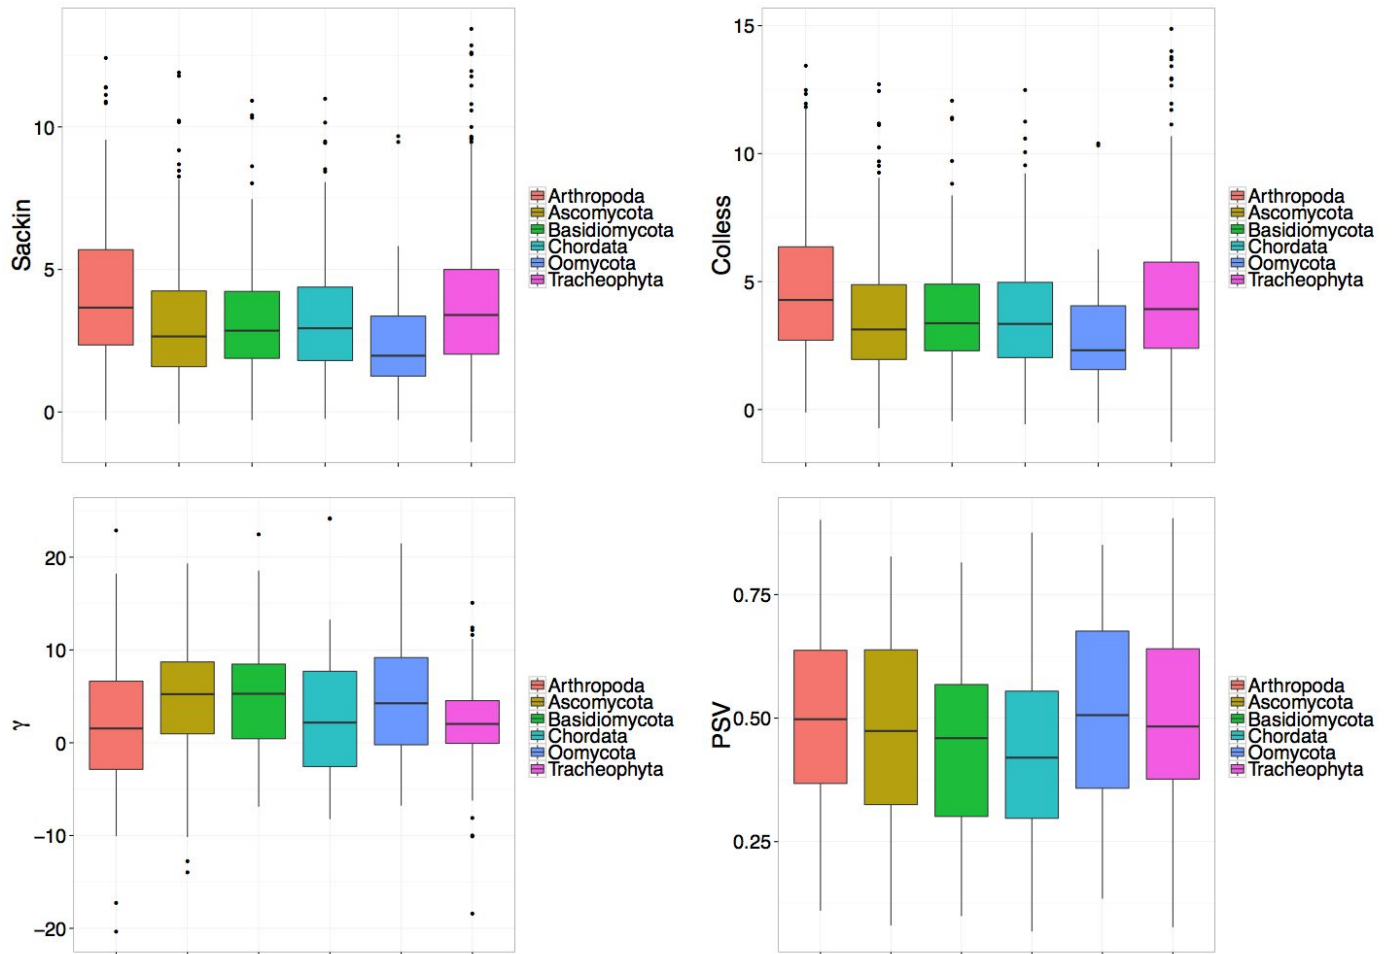 Sackin
10
5
0
Arthropoda
Ascomycota
Basidiomycota
Chordata
Oomycota
Tracheophyta
Colless
15
10
5
0
Arthropoda
Ascomycota
Basidiomycota
Chordata
Oomycota
Tracheophyta
γ
20
10
0
−10
−20
Arthropoda
Ascomycota
Basidiomycota
Chordata
Oomycota
Tracheophyta
PSV
0.75
0.50
0.25
Arthropoda
Ascomycota
Basidiomycota
Chordata
Oomycota
Tracheophyta